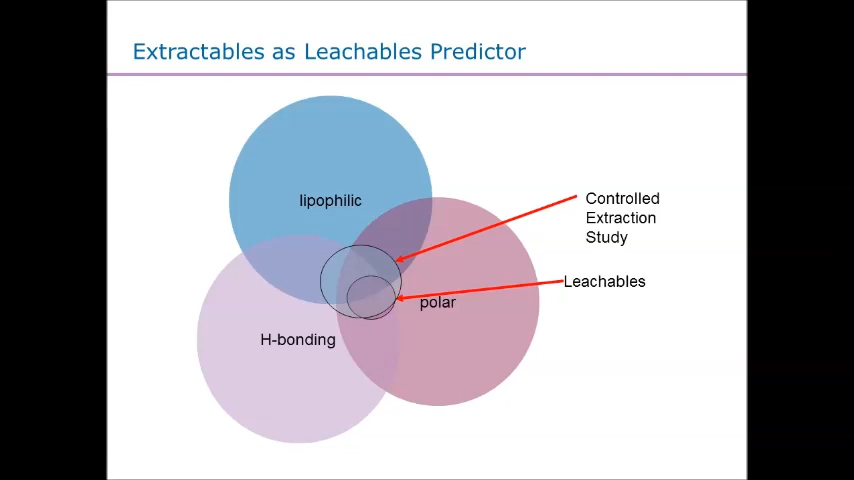 Extractables as Leachables Predictor
lipophilic
Controlled
Extraction
Study
Leachables
polar
H-bonding